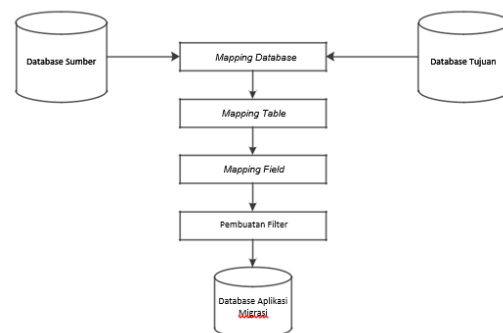 Database Sumber
Mapping Database
Database Tujuan
Mapping Table
Mapping Field
Pembuatan Filter
Database Aplikasi
Migrasi